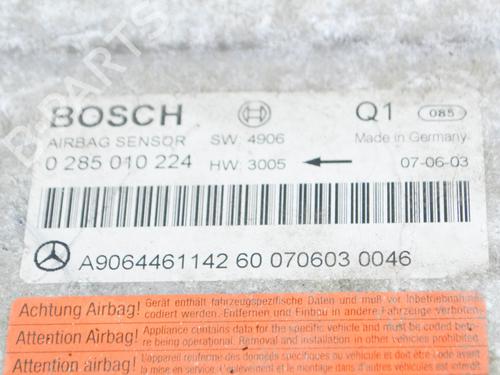 BOSCH Q1 085
AIRBAG SENSOR SW: 4906 Made in Germany
0 285 010 224 HW: 3005 07-06-03
A9064461142 60 070603 0046
Achtung Airbag! Gerät enthält fahrzeugspezifische Daten und muß vor Inbetriebnahme
codiert werden. Entfernen und Einbau in andere Fahrzeuge verboten.
Attention Airbag! Appliance contains data for the specific vehicle and must be coded before
being operational. Removal and installation in other vehicles prohibited.
Attention Airbag! L'appareil renferme des données spécifiques au véhicule et doit être codé avant
la mise en service. L'enlèvement et le montage dans d'autres véhicules est